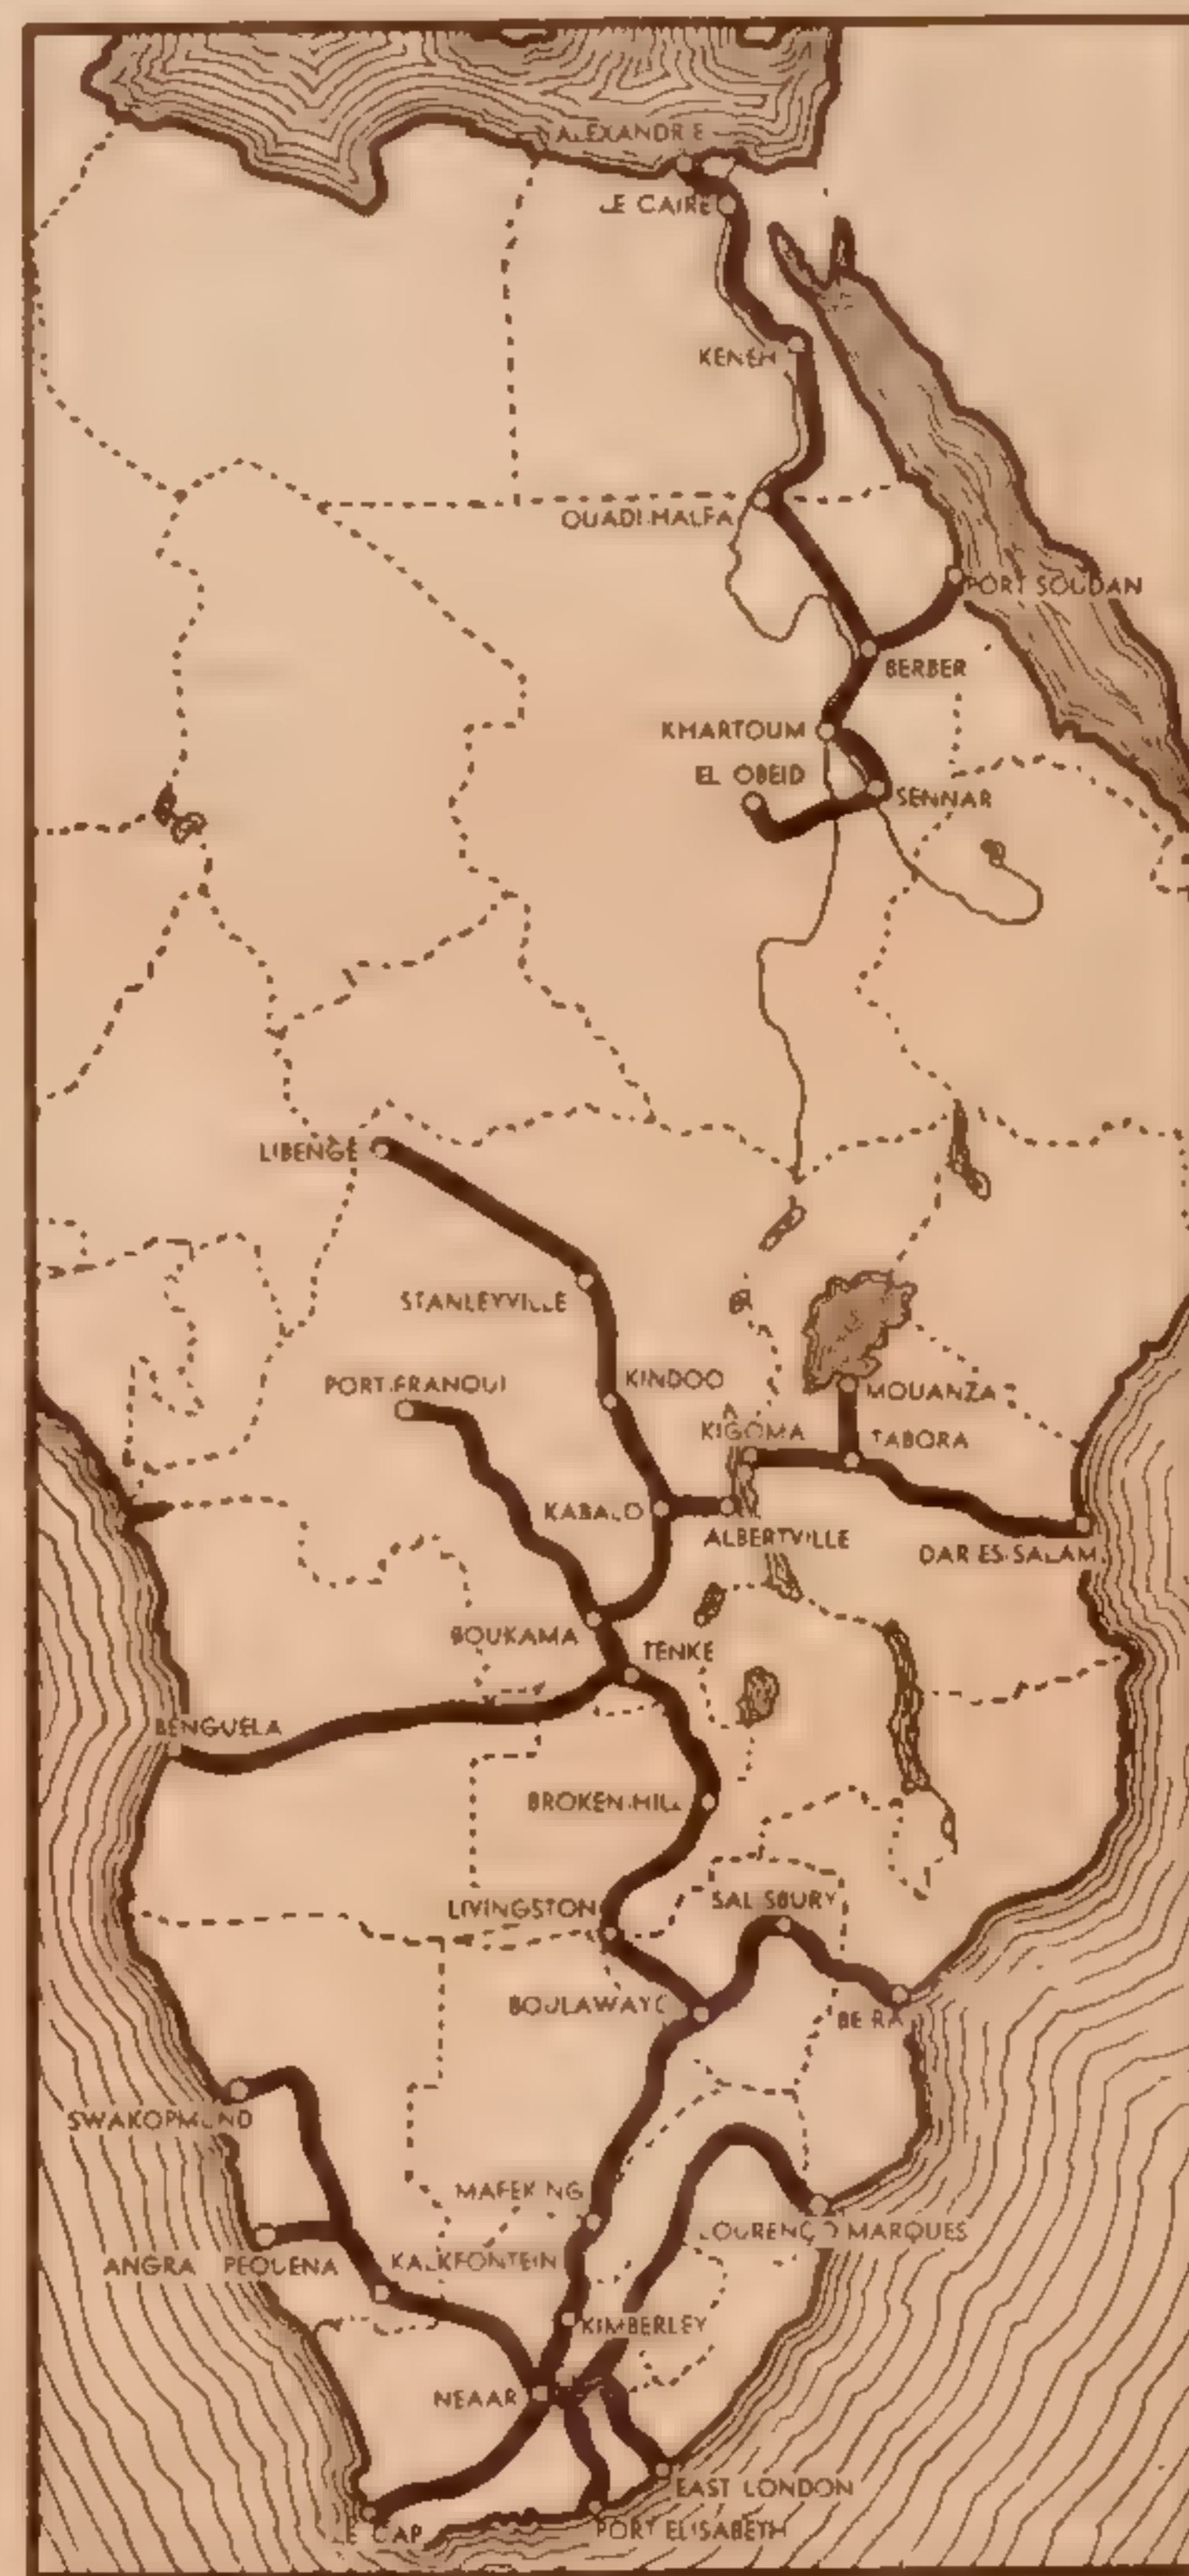 ALEXANDRIE
LE CAIRE
KENEH
OUADI-HALFA
PORT SOUDAN
BERBER
KHARTOUM
EL OBEID
SENNAR
LIBENGE
STANLEYVILLE
PORT-FRANQUI
KINDOO
MOUANZA
KIGOMA
TABORA
KABALO
ALBERTVILLE
DAR-ES-SALAM
BOUKAMA
TENKE
BENGUELA
BROKEN-HILL
LIVINGSTON
SALISBURY
BOULAWAYO
BEIRA
SWAKOPMUND
MAFEKING
LOURENÇO MARQUES
ANGRA PEQUENA
KALKFONTEIN
KIMBERLEY
NEAAR
EAST LONDON
LE CAP
PORT ELISABETH